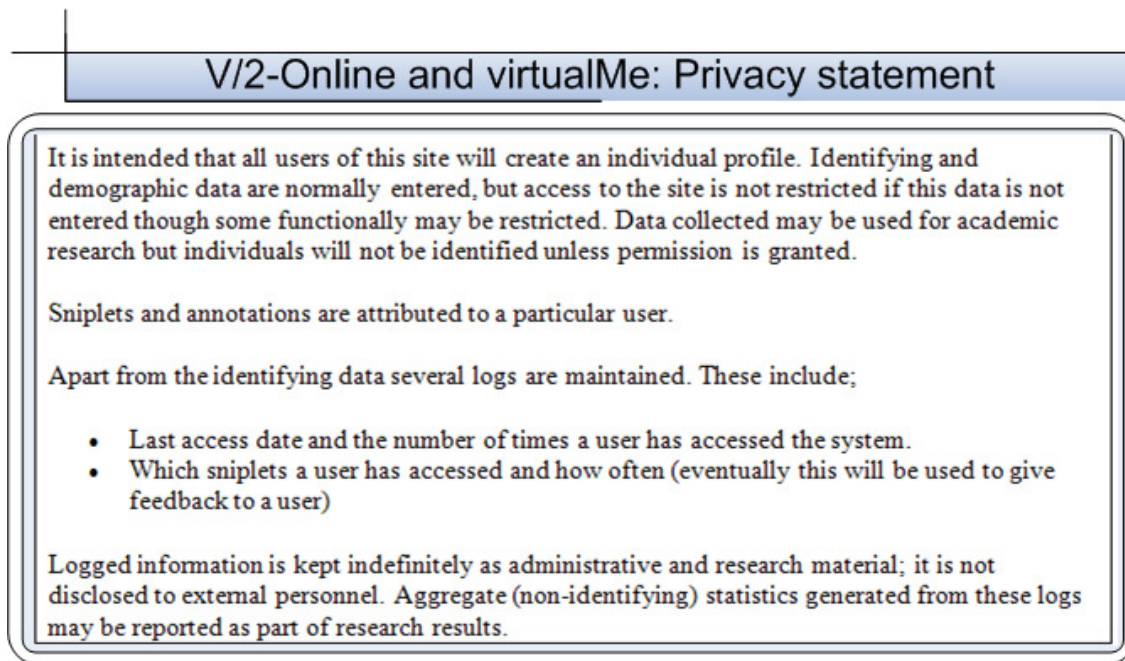 V/2-Online and virtualMe: Privacy statement
It is intended that all users of this site will create an individual profile. Identifying and
demographic data are normally entered, but access to the site is not restricted if this data is not
entered though some functionally may be restricted. Data collected may be used for academic
research but individuals will not be identified unless permission is granted.
Sniplets and annotations are attributed to a particular user.
Apart from the identifying data several logs are maintained. These include;
• Last access date and the number of times a user has accessed the system.
• Which sniplets a user has accessed and how often (eventually this will be used to give
feedback to a user)
Logged information is kept indefinitely as administrative and research material; it is not
disclosed to external personnel. Aggregate (non-identifying) statistics generated from these logs
may be reported as part of research results.